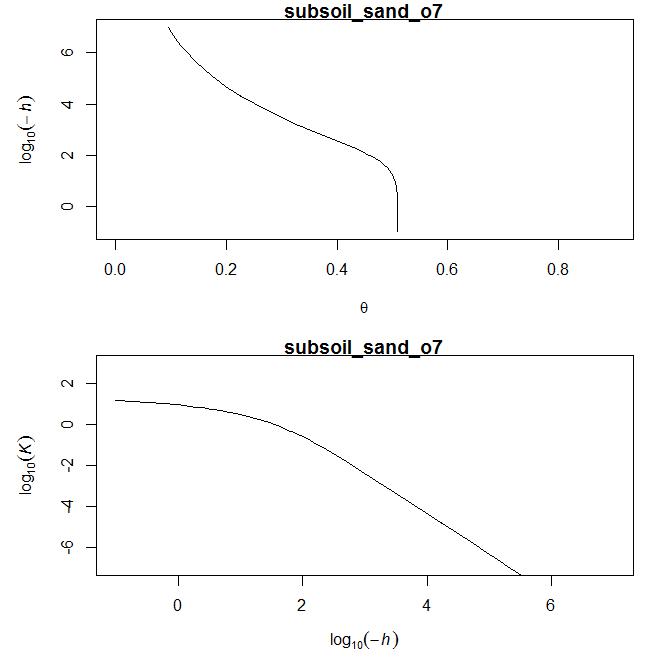 subsoil_sand_o7
log₁₀(− h)
6
4
2
0
0.0 0.2 0.4 0.6 0.8
θ
subsoil_sand_o7
log₁₀(K)
2
0
-2
-4
-6
0 2 4 6
log₁₀(− h)